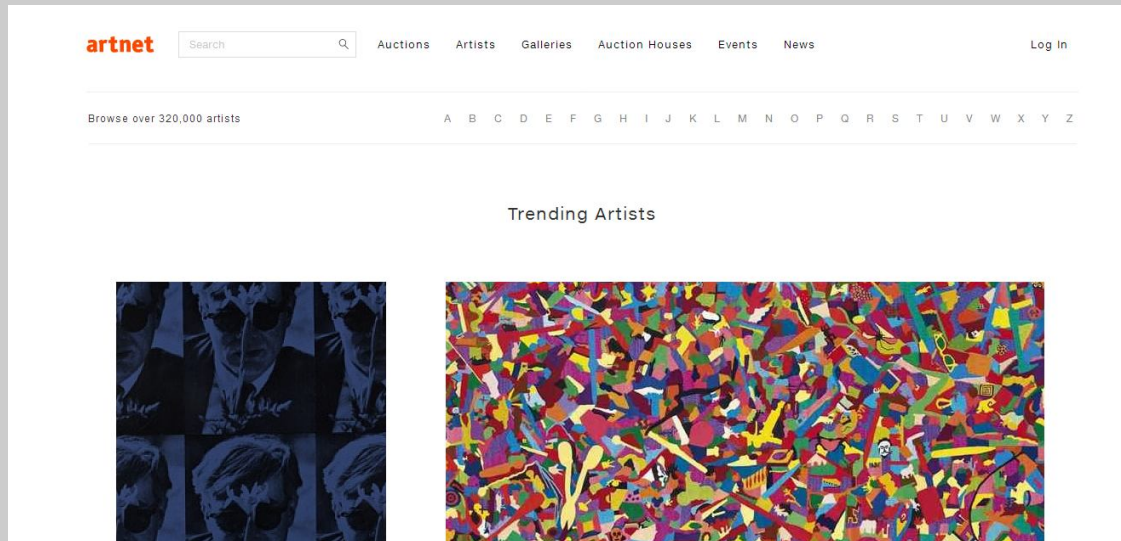 artnet Search Auctions Artists Galleries Auction Houses Events News Log In
Browse over 320,000 artists A B C D E F G H I J K L M N O P Q R S T U V W X Y Z
Trending Artists